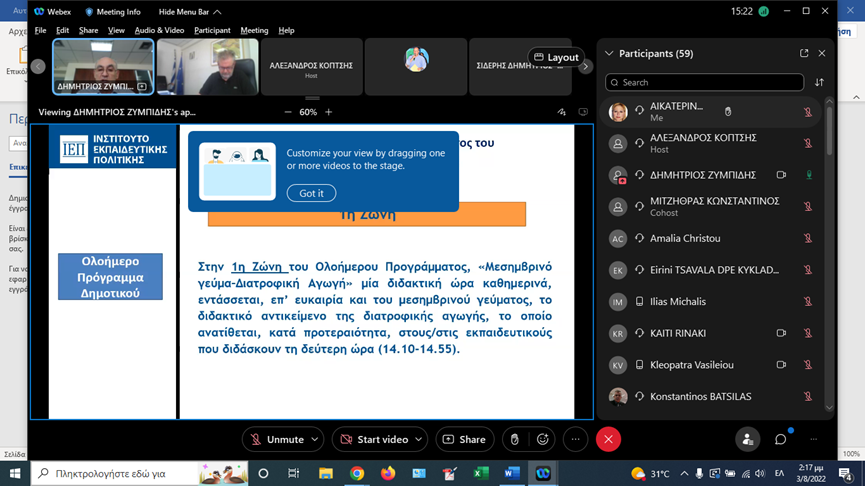 Webex
Meeting Info
Hide Menu Bar
15:22
File Edit Share View Audio & Video Participant Meeting Help
ΔΗΜΗΤΡΙΟΣ ΖΥΜΠΙ...
ΑΛΕΞΑΝΔΡΟΣ ΚΟΠΤΣΗΣ
Host
Layout
Viewing ΔΗΜΗΤΡΙΟΣ ΖΥΜΠΙΔΗΣ's ap...
60%
ΙΕΠ
ΙΝΣΤΙΤΟΥΤΟ
ΕΚΠΑΙΔΕΥΤΙΚΗΣ
ΠΟΛΙΤΙΚΗΣ
Customize your view by dragging one
or more videos to the stage.
Got it
του
1η Ζώνη
Ολοήμερο
Πρόγραμμα
Δημοτικού
Στην 1η Ζώνη του Ολοήμερου Προγράμματος, «Μεσημβρινό
γεύμα-Διατροφική Αγωγή» μία διδακτική ώρα καθημερινά,
εντάσσεται, επ' ευκαιρία και του μεσημβρινού γεύματος, το
διδακτικό αντικείμενο της διατροφικής αγωγής, το οποίο
ανατίθεται, κατά προτεραιότητα, στους/στις εκπαιδευτικούς
που διδάσκουν τη δεύτερη ώρα (14.10-14.55).
Participants (59)
Search
ΑΙΚΑΤΕΡΙΝ...
Me
ΑΛΕΞΑΝΔΡΟΣ ΚΟΠΤΣΗΣ
Host
ΔΗΜΗΤΡΙΟΣ ΖΥΜΠΙΔΗΣ
ΜΙΤΖΗΘΡΑΣ ΚΩΝΣΤΑΝΤΙΝΟΣ
Cohost
AC Amalia Christou
EK Eirini TSAVALA DPE KYKLAD...
IM Ilias Michalis
KR KAITI RINAKI
KV Kleopatra Vasileiou
Konstantinos BATSILAS
Unmute
Start video
Share
Σελίδα
100%
Πληκτρολογήστε εδώ για
31°C
ΕΛ
2:17 μμ
3/8/2022
4